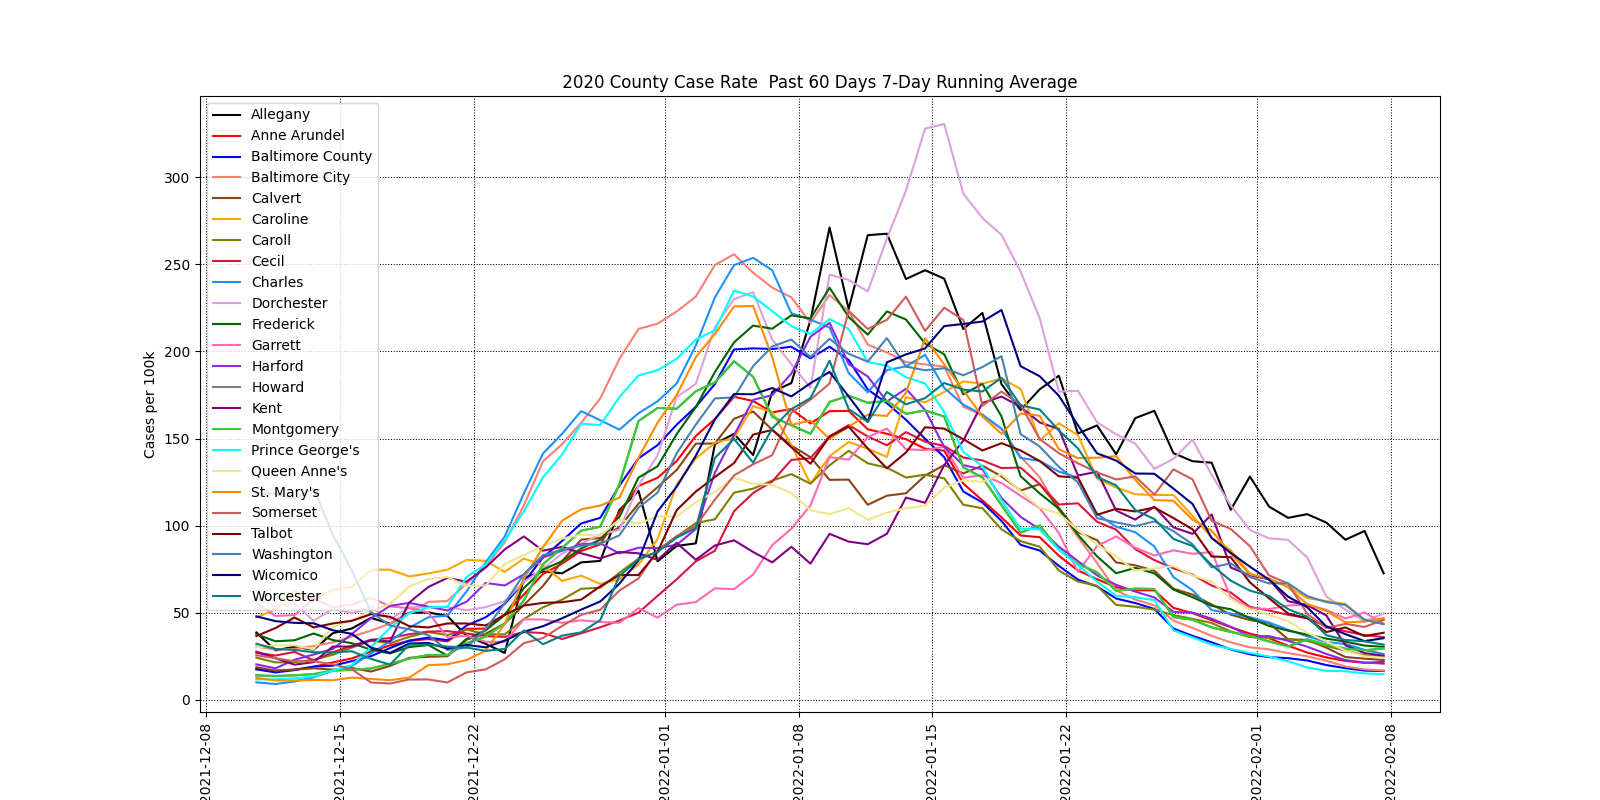 2020 County Case Rate  Past 60 Days 7-Day Running Average
Cases per 100k
300
250
200
150
100
50
0
Allegany
Anne Arundel
Baltimore County
Baltimore City
Calvert
Caroline
Caroll
Cecil
Charles
Dorchester
Frederick
Garrett
Harford
Howard
Kent
Montgomery
Prince George's
Queen Anne's
St. Mary's
Somerset
Talbot
Washington
Wicomico
Worcester
2021-12-08
2021-12-15
2021-12-22
2022-01-01
2022-01-08
2022-01-15
2022-01-22
2022-02-01
2022-02-08